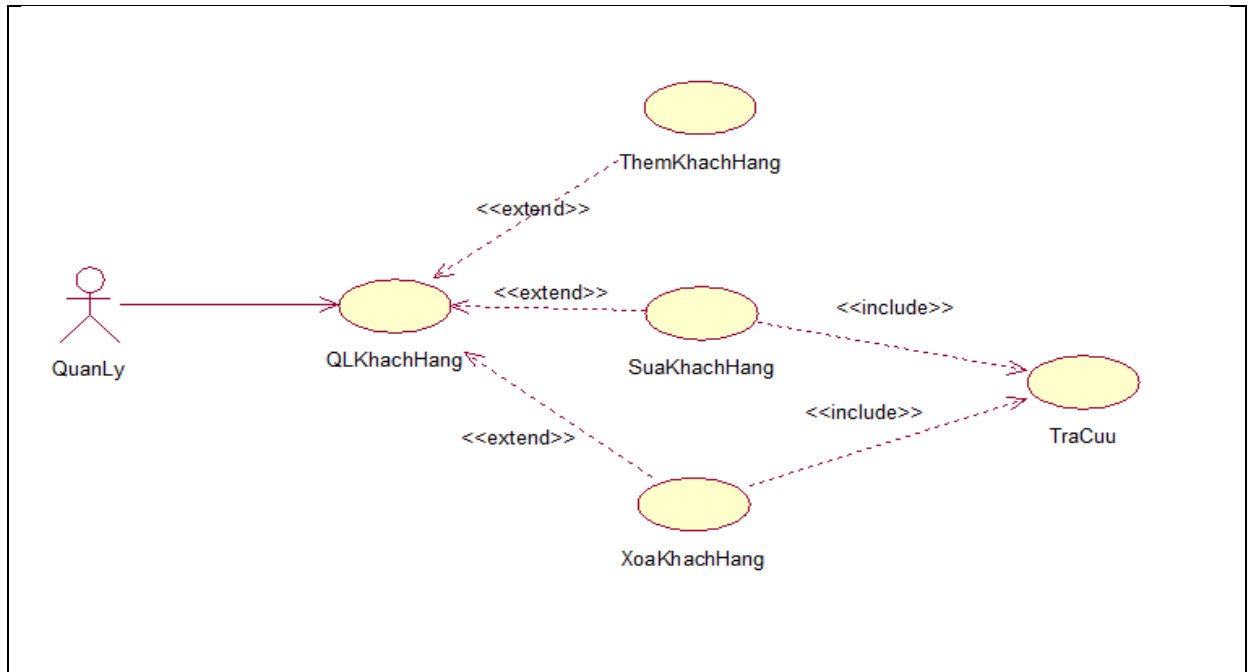 ThemKhachHang
<<extend>>
<<extend>>
<<include>>
QuanLy
QLKhachHang
SuaKhachHang
<<include>>
<<extend>>
TraCuu
XoaKhachHang